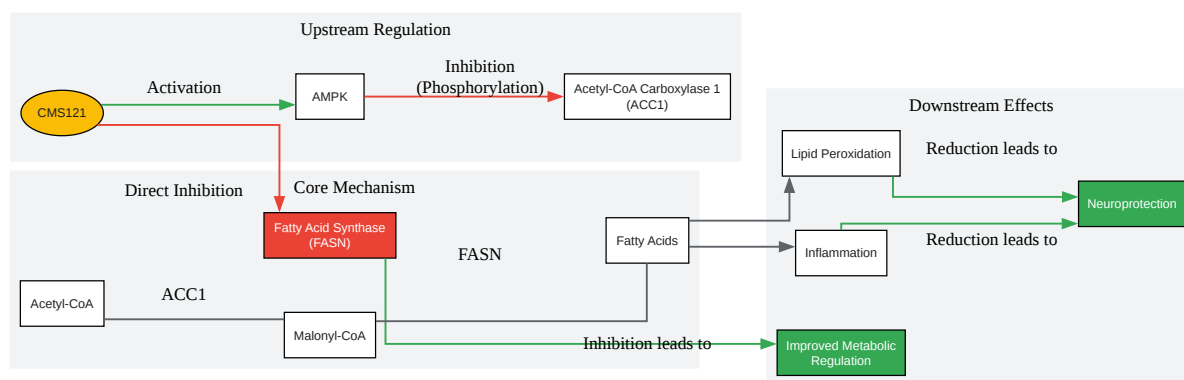 Upstream Regulation
Activation
Inhibition
(Phosphorylation)
CMS121
AMPK
Acetyl-CoA Carboxylase 1
(ACC1)
Direct Inhibition
Core Mechanism
Fatty Acid Synthase
(FASN)
FASN
Fatty Acids
Acetyl-CoA
ACC1
Malonyl-CoA
Inhibition leads to
Downstream Effects
Lipid Peroxidation
Reduction leads to
Neuroprotection
Inflammation
Reduction leads to
Improved Metabolic
Regulation